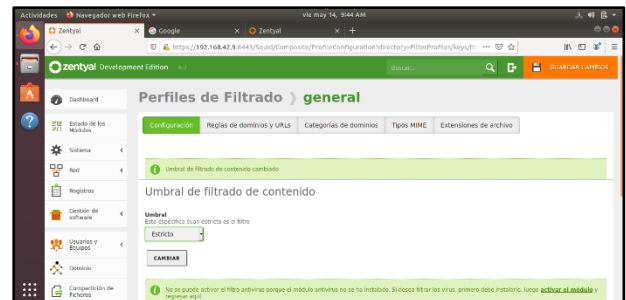 Actividades
Navegador web Firefox
vie may 14, 9:44 AM
Zentyal
Google
Zentyal
https://192.168.42.9:8443/Squid/Composite/ProfileConfiguration?directory=FilterProfiles/keys/
zentyal Development Edition
Buscar...
GUARDAR CAMBIOS
Dashboard
Estado de los Módulos
Sistema
Red
Registros
Gestión de software
Usuarios y Equipos
Dominio
Compartición de Ficheros
Perfiles de Filtrado general
Configuración
Reglas de dominios y URLs
Categorías de dominios
Tipos MIME
Extensiones de archivo
Umbral de filtrado de contenido cambiado
Umbral de filtrado de contenido
Umbral
Esto especifica cuan estricto es el filtro
Estricto
CAMBIAR
No se puede activar el filtro antivirus porque el módulo antivirus no se ha instalado. Si desea filtrar los virus, primero debe instalarlo, luego activar el módulo y
regresar aquí